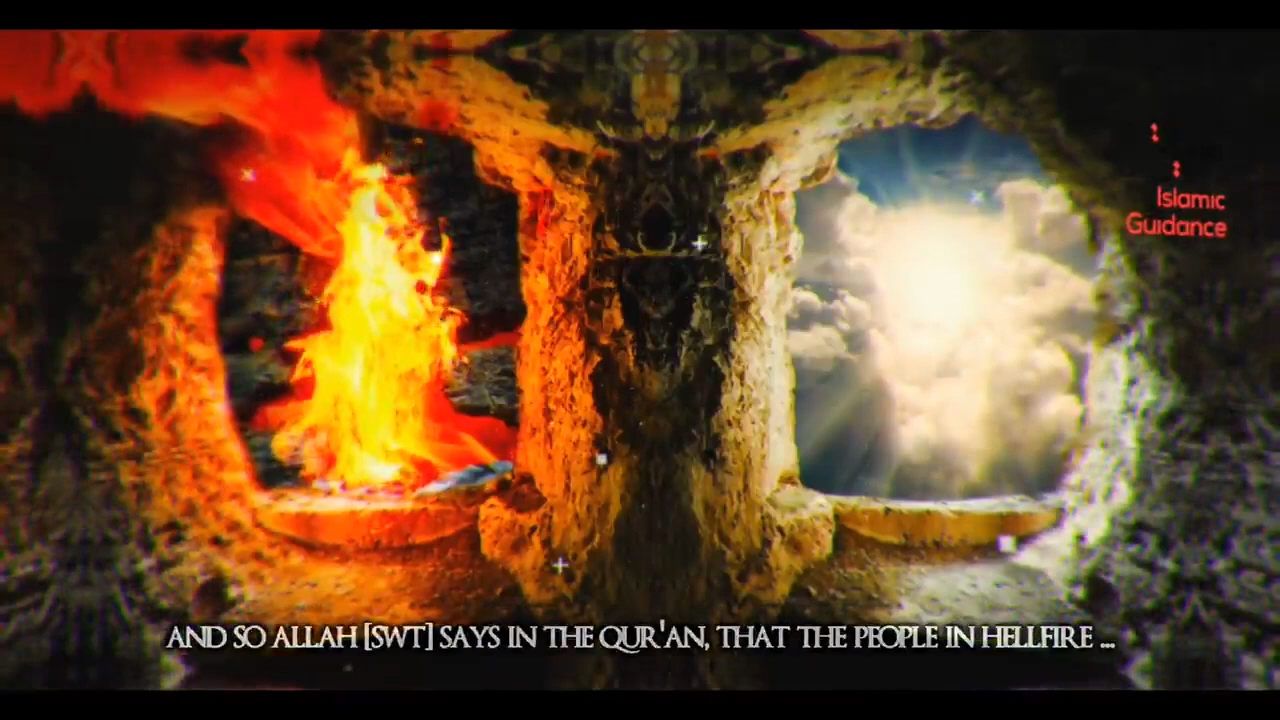 Islamic
Guidance
AND SO ALLAH [SWT] SAYS IN THE QUR'AN, THAT THE PEOPLE IN HELLFIRE ...